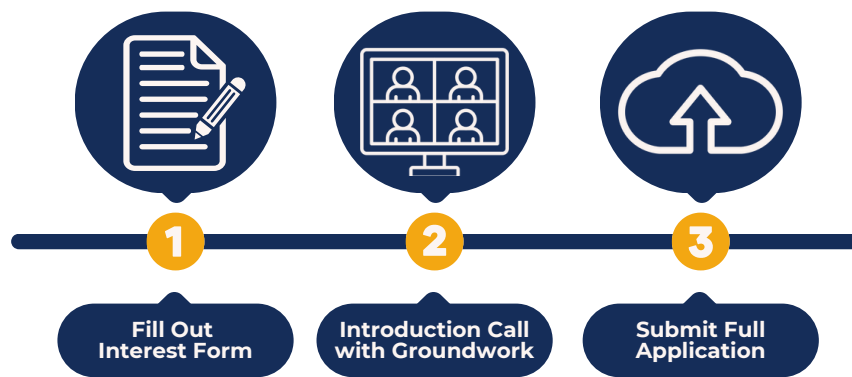 1
2
3
Fill Out
Interest Form
Introduction Call
with Groundwork
Submit Full
Application